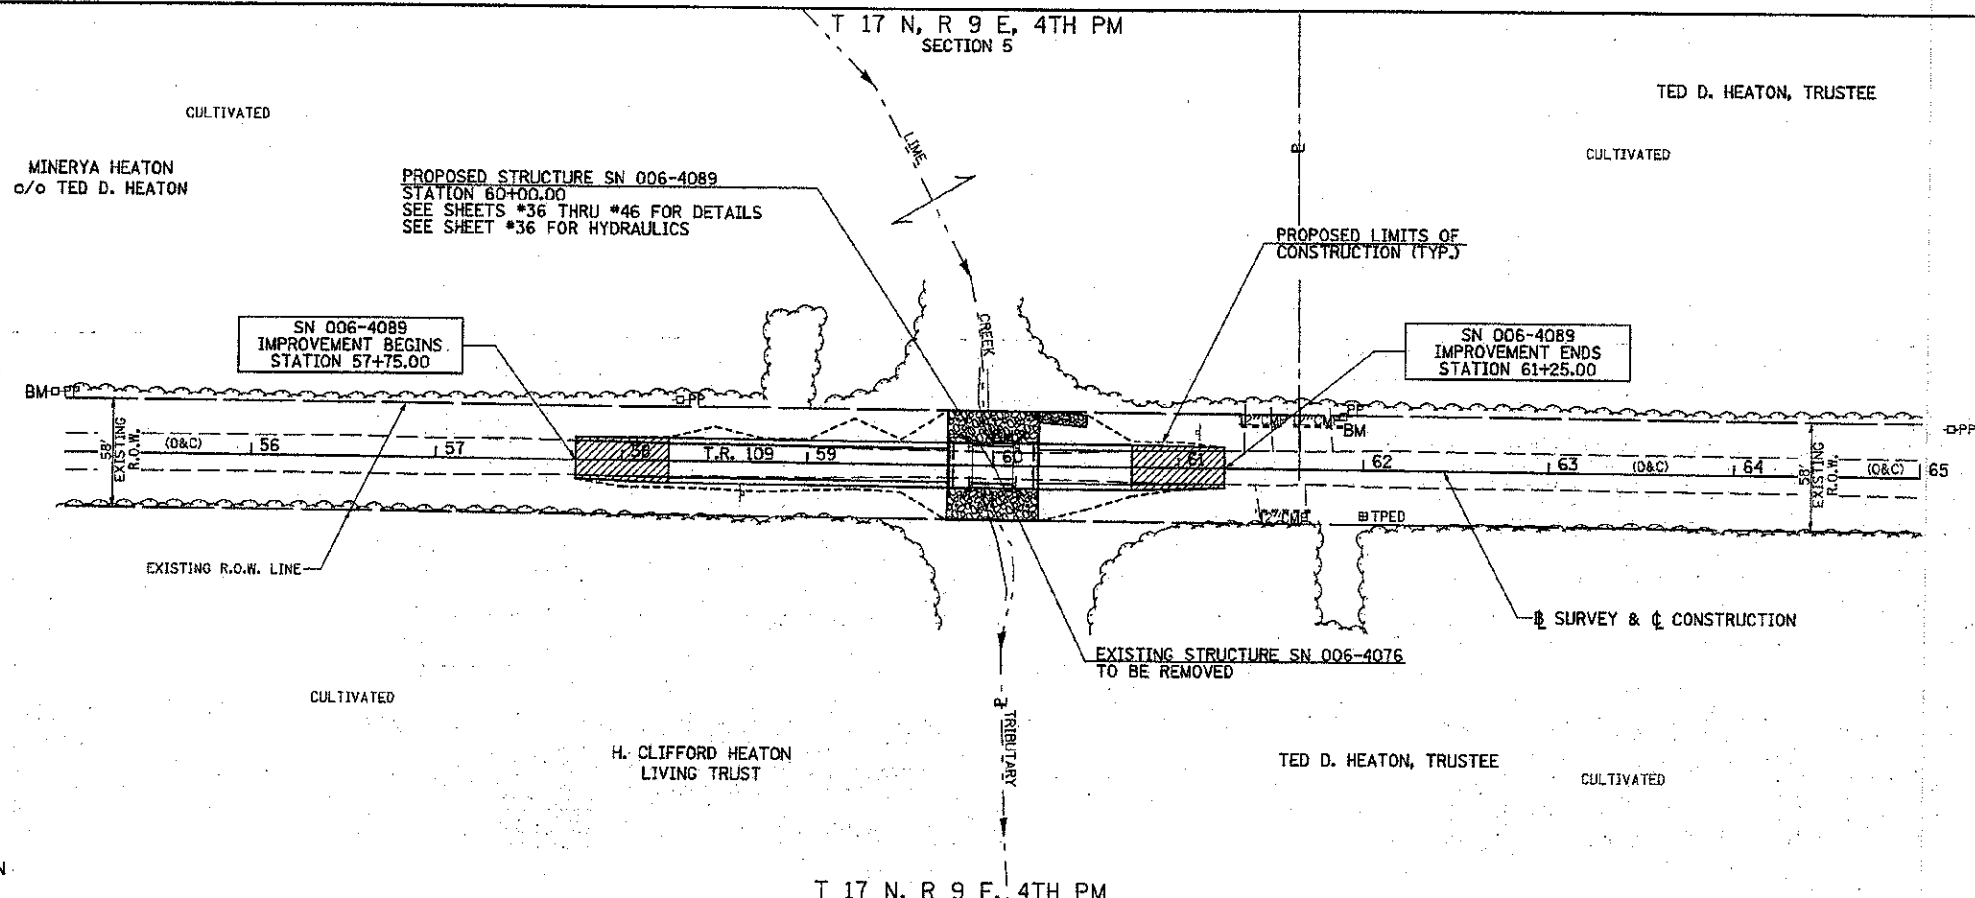 T 17 N, R 9 E, 4TH PM
SECTION 5
CULTIVATED
TED D. HEATON, TRUSTEE
CULTIVATED
MINERYA HEATON
c/o TED D. HEATON
LIME
PROPOSED STRUCTURE SN 006-4089
STATION 60+00.00
SEE SHEETS #36 THRU #46 FOR DETAILS
SEE SHEET #36 FOR HYDRAULICS
PROPOSED LIMITS OF
CONSTRUCTION (TYP.)
SN 006-4089
IMPROVEMENT BEGINS
STATION 57+75.00
CREEK
SN 006-4089
IMPROVEMENT ENDS
STATION 61+25.00
BM PP
PP
PP
BM
PP
58'
EXISTING
R.O.W.
(O&C)
56
57
58
T.R. 109
59
60
61
62
63
(O&C)
64
58'
EXISTING
R.O.W.
(O&C)
65
TPED
EXISTING R.O.W. LINE
℄ SURVEY & ℄ CONSTRUCTION
EXISTING STRUCTURE SN 006-4076
TO BE REMOVED
CULTIVATED
TRIBUTARY
H. CLIFFORD HEATON
LIVING TRUST
TED D. HEATON, TRUSTEE
CULTIVATED
N
T 17 N, R 9 E, 4TH PM